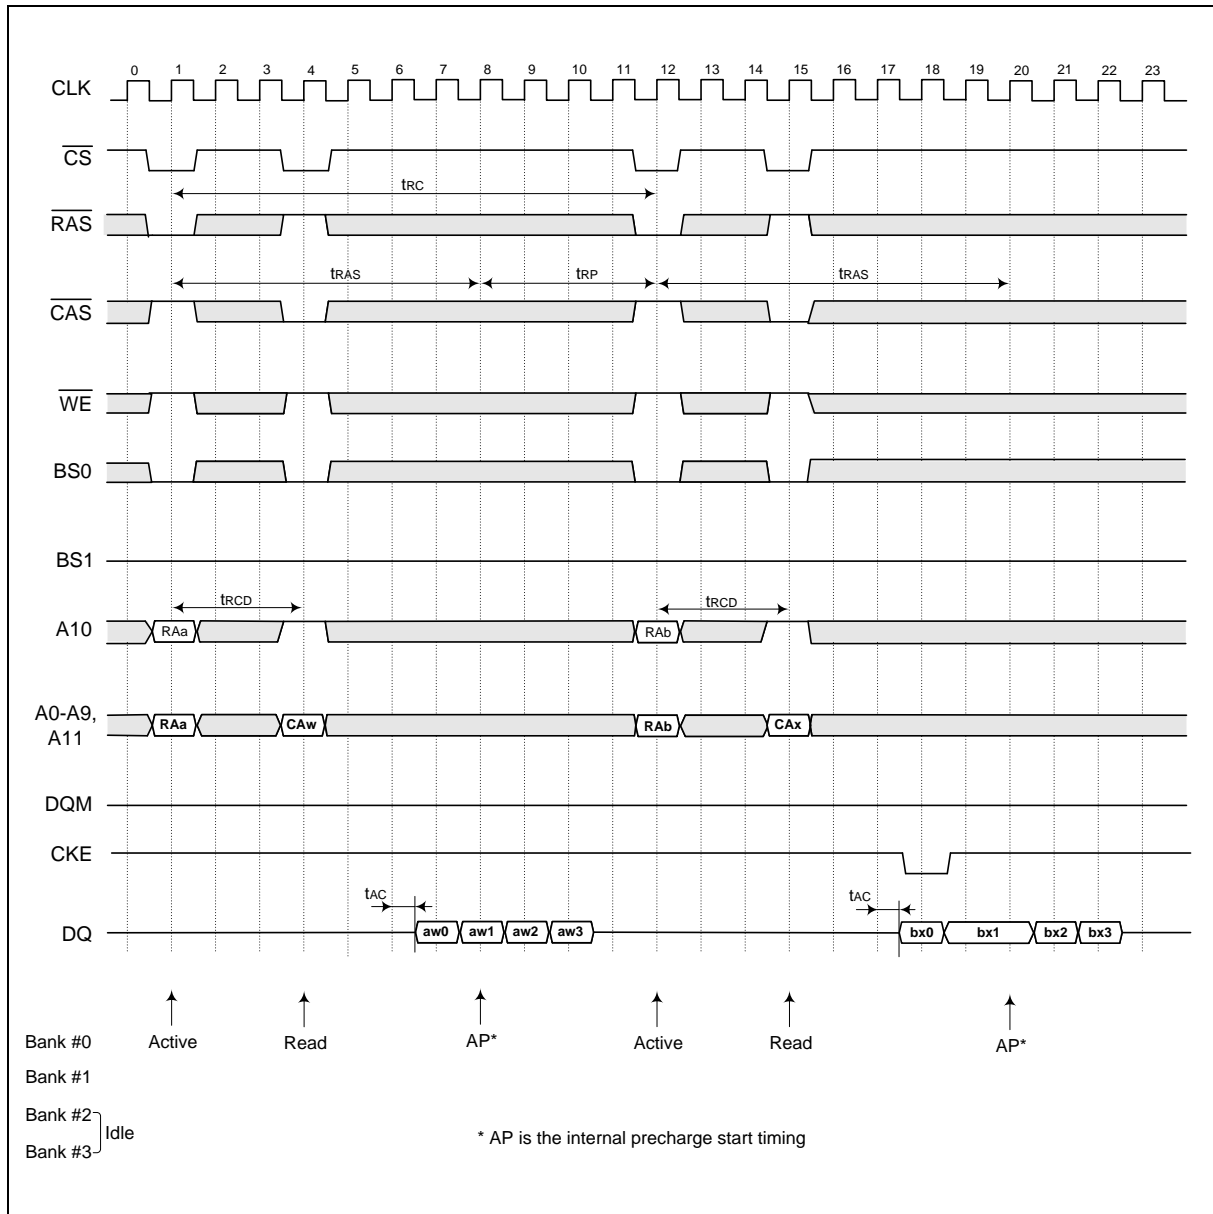 0 1 2 3 4 5 6 7 8 9 10 11 12 13 14 15 16 17 18 19 20 21 22 23
CLK
CS
tRC
RAS
tRAS tRP tRAS
CAS
WE
BS0
BS1
tRCD tRCD
A10 RAa RAb
A0-A9,
A11
RAa CAw RAb CAx
DQM
CKE
tAC tAC
DQ aw0 aw1 aw2 aw3 bx0 bx1 bx2 bx3
Bank #0 Active Read AP* Active Read AP*
Bank #1
Bank #2
Idle
Bank #3
* AP is the internal precharge start timing